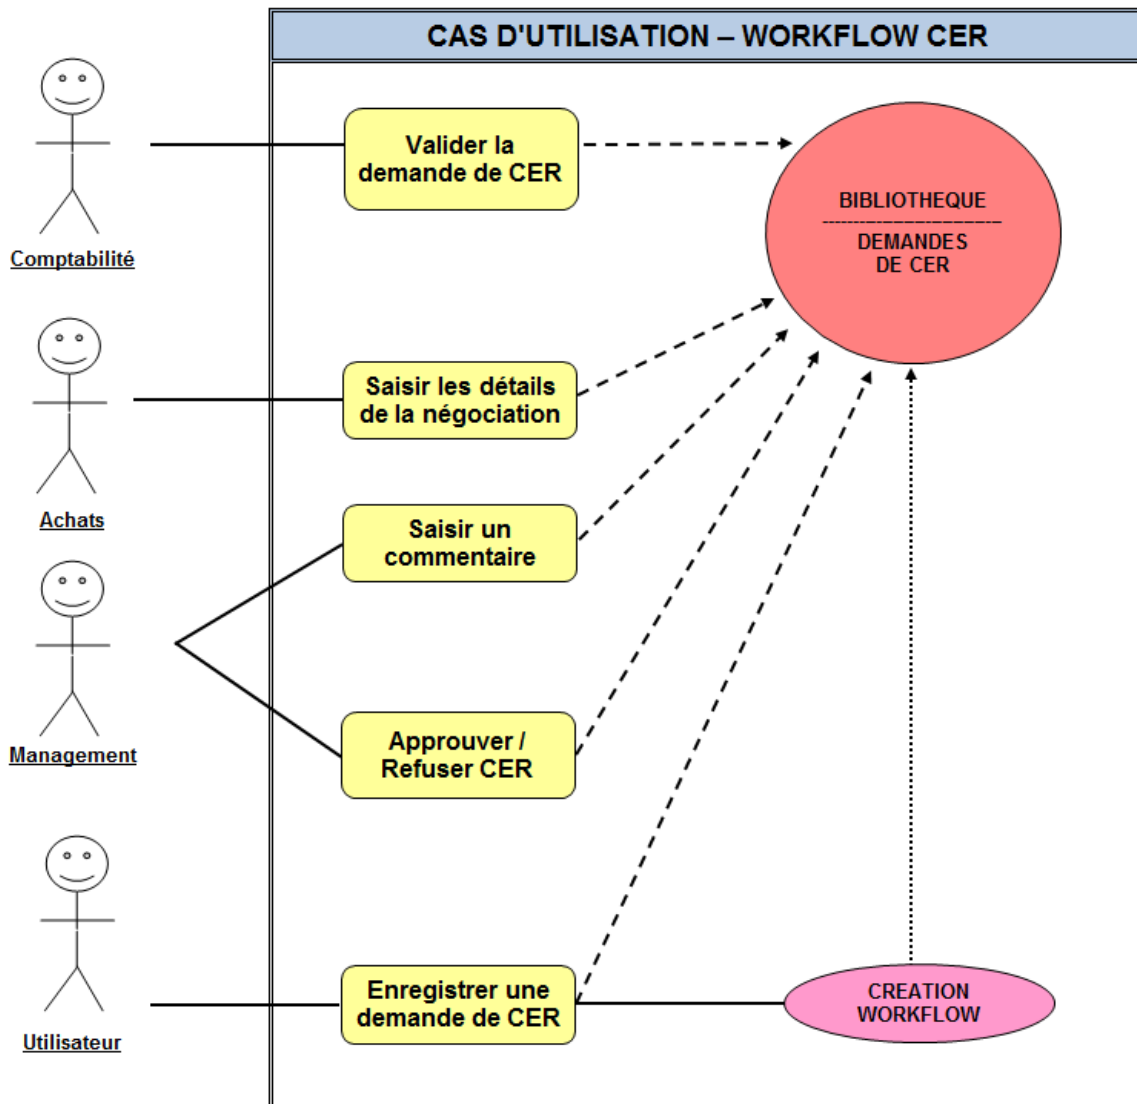 CAS D'UTILISATION – WORKFLOW CER
Valider la
demande de CER
BIBLIOTHEQUE
DEMANDES
DE CER
Comptabilité
Saisir les détails
de la négociation
Achats
Saisir un
commentaire
Management
Approuver /
Refuser CER
Enregistrer une
demande de CER
CREATION
WORKFLOW
Utilisateur